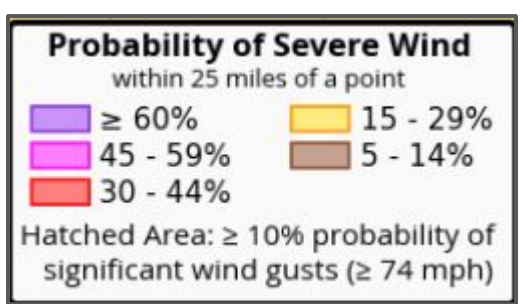 Probability of Severe Wind
within 25 miles of a point
≥ 60%
45 - 59%
30 - 44%
15 - 29%
5 - 14%
Hatched Area: ≥ 10% probability of
significant wind gusts (≥ 74 mph)